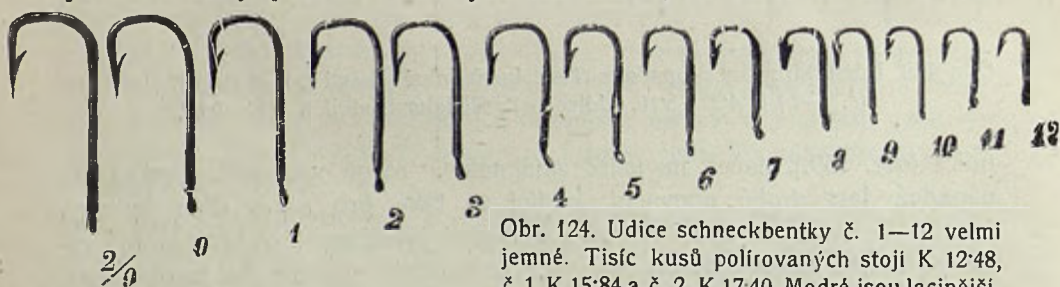 2/0 0 1 2 3 4 5 6 7 8 9 10 11 12
Obr. 124. Udice schneckbentky č. 1—12 velmi
jemné. Tisíc kusů polírovaných stojí K 12·48,
č. 1 K 15·84 a č. 2 K 17·40. Modré jsou lacinější